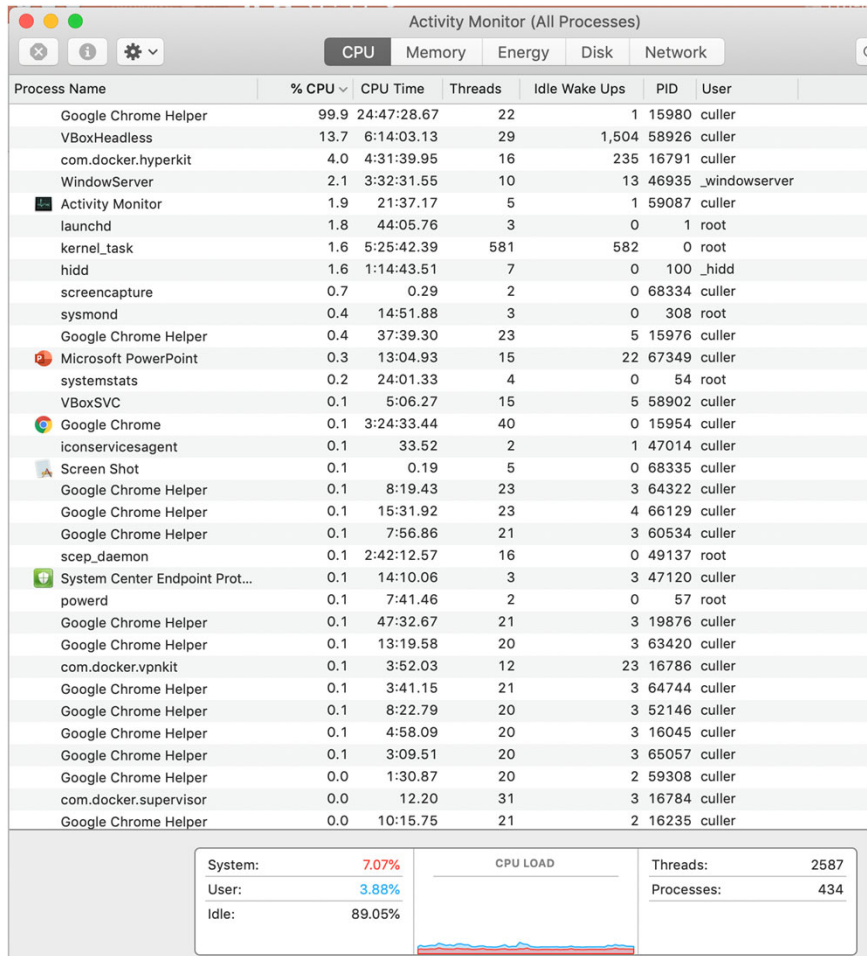 Activity Monitor (All Processes)
CPU Memory Energy Disk Network
Process Name % CPU CPU Time Threads Idle Wake Ups PID User
Google Chrome Helper 99.9 24:47:28.67 22 1 15980 culler
VBoxHeadless 13.7 6:14:03.13 29 1,504 58926 culler
com.docker.hyperkit 4.0 4:31:39.95 16 235 16791 culler
WindowServer 2.1 3:32:31.55 10 13 46935 _windowserver
Activity Monitor 1.9 21:37.17 5 1 59087 culler
launchd 1.8 44:05.76 3 0 1 root
kernel_task 1.6 5:25:42.39 581 582 0 root
hidd 1.6 1:14:43.51 7 0 100 _hidd
screencapture 0.7 0.29 2 0 68334 culler
sysmond 0.4 14:51.88 3 0 308 root
Google Chrome Helper 0.4 37:39.30 23 5 15976 culler
Microsoft PowerPoint 0.3 13:04.93 15 22 67349 culler
systemstats 0.2 24:01.33 4 0 54 root
VBoxSVC 0.1 5:06.27 15 5 58902 culler
Google Chrome 0.1 3:24:33.44 40 0 15954 culler
iconservicesagent 0.1 33.52 2 1 47014 culler
Screen Shot 0.1 0.19 5 0 68335 culler
Google Chrome Helper 0.1 8:19.43 23 3 64322 culler
Google Chrome Helper 0.1 15:31.92 23 4 66129 culler
Google Chrome Helper 0.1 7:56.86 21 3 60534 culler
scep_daemon 0.1 2:42:12.57 16 0 49137 root
System Center Endpoint Prot... 0.1 14:10.06 3 3 47120 culler
powerd 0.1 7:41.46 2 0 57 root
Google Chrome Helper 0.1 47:32.67 21 3 19876 culler
Google Chrome Helper 0.1 13:19.58 20 3 63420 culler
com.docker.vpnkit 0.1 3:52.03 12 23 16786 culler
Google Chrome Helper 0.1 3:41.15 21 3 64744 culler
Google Chrome Helper 0.1 8:22.79 20 3 52146 culler
Google Chrome Helper 0.1 4:58.09 20 3 16045 culler
Google Chrome Helper 0.1 3:09.51 20 3 65057 culler
Google Chrome Helper 0.0 1:30.87 20 2 59308 culler
com.docker.supervisor 0.0 12.20 31 3 16784 culler
Google Chrome Helper 0.0 10:15.75 21 2 16235 culler
System: 7.07% CPU LOAD Threads: 2587
User: 3.88% Processes: 434
Idle: 89.05%